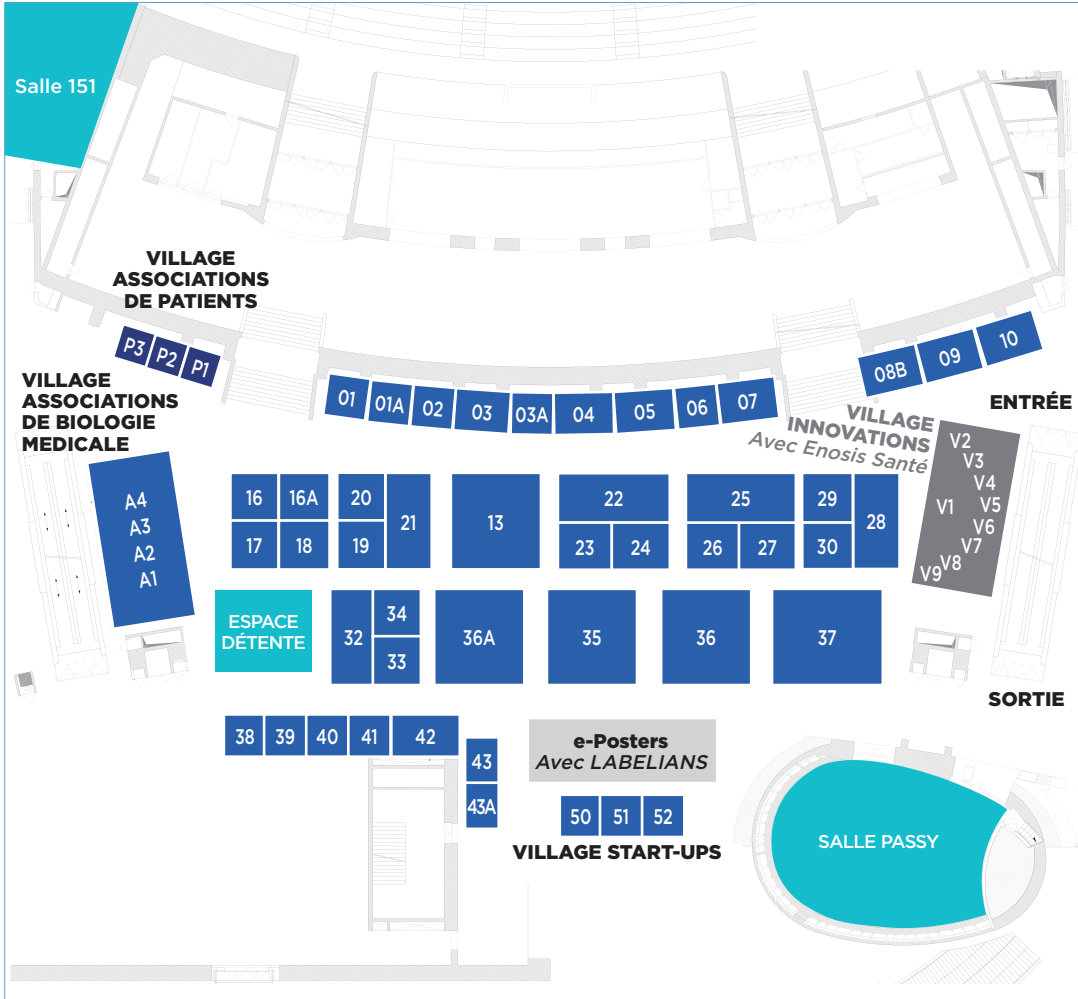 Salle 151
VILLAGE
ASSOCIATIONS
DE PATIENTS
P3
P2
P1
VILLAGE
ASSOCIATIONS
DE BIOLOGIE
MEDICALE
01
01A
02
03
03A
04
05
06
07
08B
09
10
ENTRÉE
VILLAGE
INNOVATIONS
Avec Enosis Santé
V2
V3
V4
V1
V5
V6
V7
V8
V9
A4
A3
A2
A1
16
16A
20
21
13
22
25
29
28
17
18
19
23
24
26
27
30
ESPACE
DÉTENTE
32
34
33
36A
35
36
37
SORTIE
38
39
40
41
42
43
43A
e-Posters
Avec LABELIANS
50
51
52
VILLAGE START-UPS
SALLE PASSY